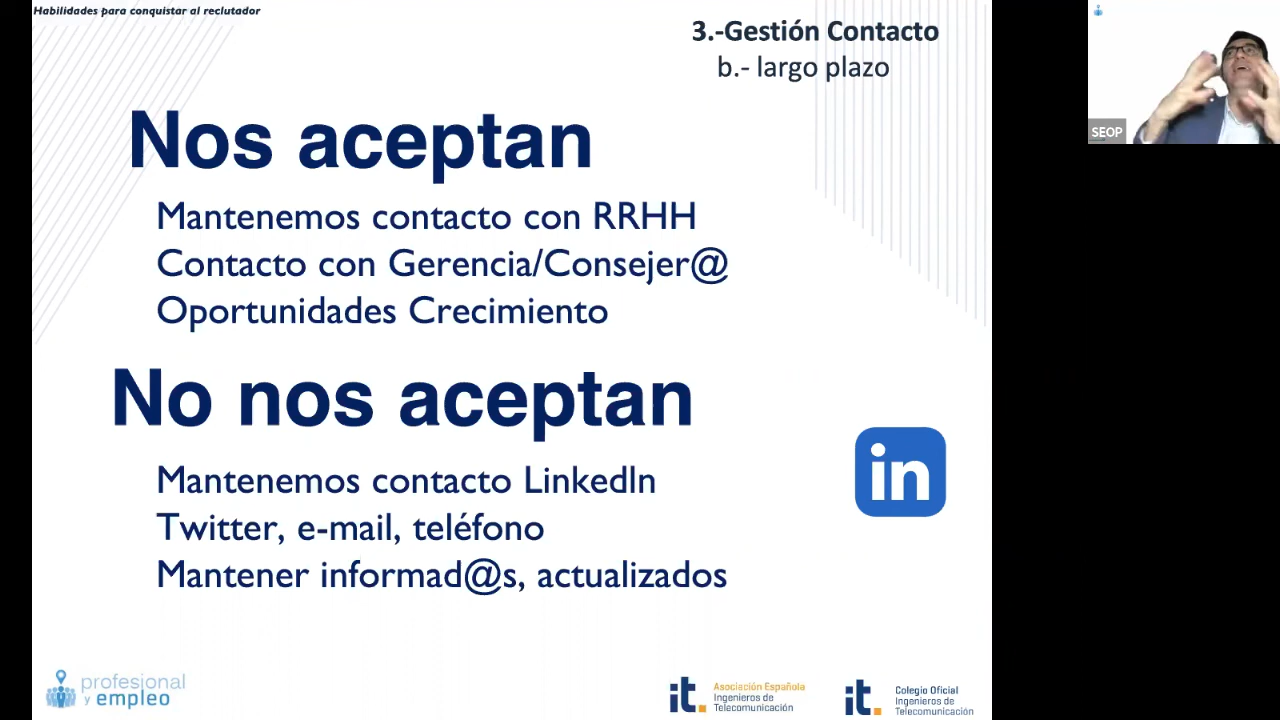 Habilidades para conquistar al reclutador
3.-Gestión Contacto
b.- largo plazo
Nos aceptan
Mantenemos contacto con RRHH
Contacto con Gerencia/Consejer@
Oportunidades Crecimiento
No nos aceptan
Mantenemos contacto LinkedIn
Twitter, e-mail, teléfono
Mantener informad@s, actualizados
in
SEOP
profesional
y empleo
it.
Asociación Española
Ingenieros de
Telecomunicación
it.
Colegio Oficial
Ingenieros de
Telecomunicación